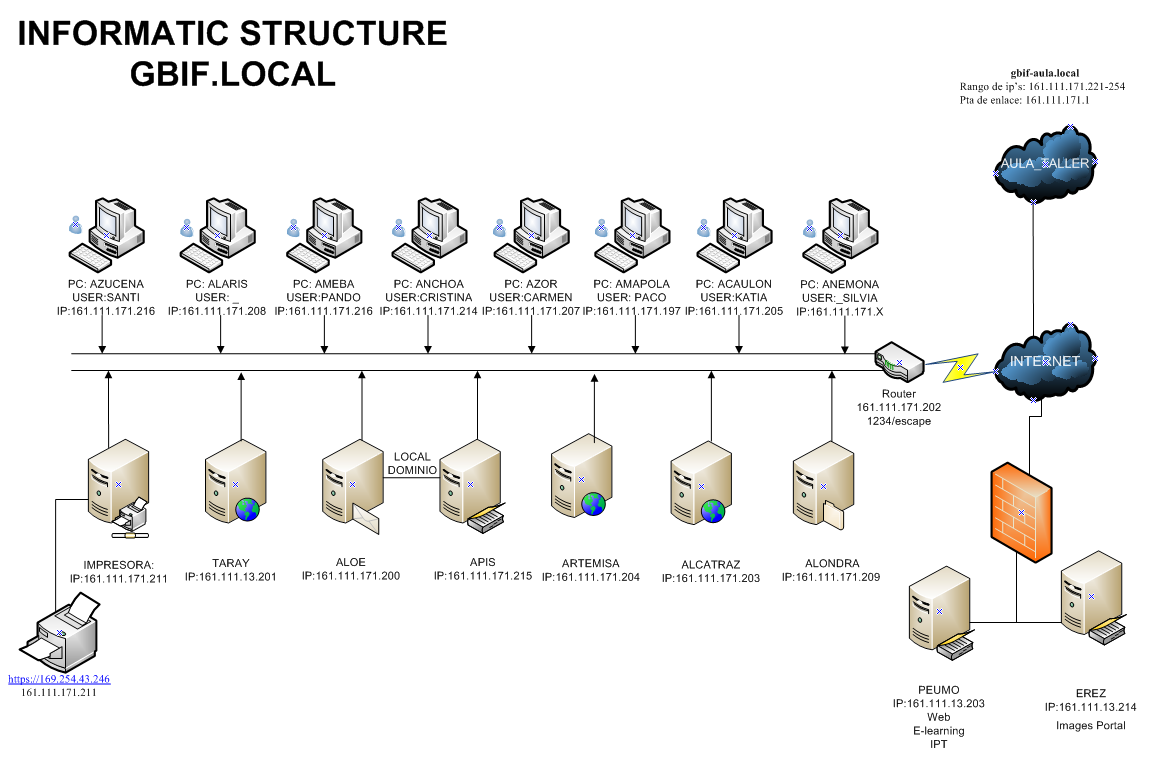 INFORMATIC STRUCTURE
GBIF.LOCAL
gbif-aula.local
Rango de ip's: 161.111.171.221-254
Pta de enlace: 161.111.171.1
AULA_TALLER
PC: AZUCENA
USER:SANTI
IP:161.111.171.216
PC: ALARIS
USER: _
IP:161.111.171.208
PC: AMEBA
USER:PANDO
IP:161.111.171.216
PC: ANCHOA
USER:CRISTINA
IP:161.111.171.214
PC: AZOR
USER:CARMEN
IP:161.111.171.207
PC: AMAPOLA
USER: PACO
IP:161.111.171.197
PC: ACAULON
USER:KATIA
IP:161.111.171.205
PC: ANEMONA
USER:_SILVIA
IP:161.111.171.X
INTERNET
Router
161.111.171.202
1234/escape
LOCAL
DOMINIO
IMPRESORA:
IP:161.111.171.211
TARAY
IP:161.111.13.201
ALOE
IP:161.111.171.200
APIS
IP:161.111.171.215
ARTEMISA
IP:161.111.171.204
ALCATRAZ
IP:161.111.171.203
ALONDRA
IP:161.111.171.209
https://169.254.43.246
161.111.171.211
PEUMO
IP:161.111.13.203
Web
E-learning
IPT
EREZ
IP:161.111.13.214
Images Portal